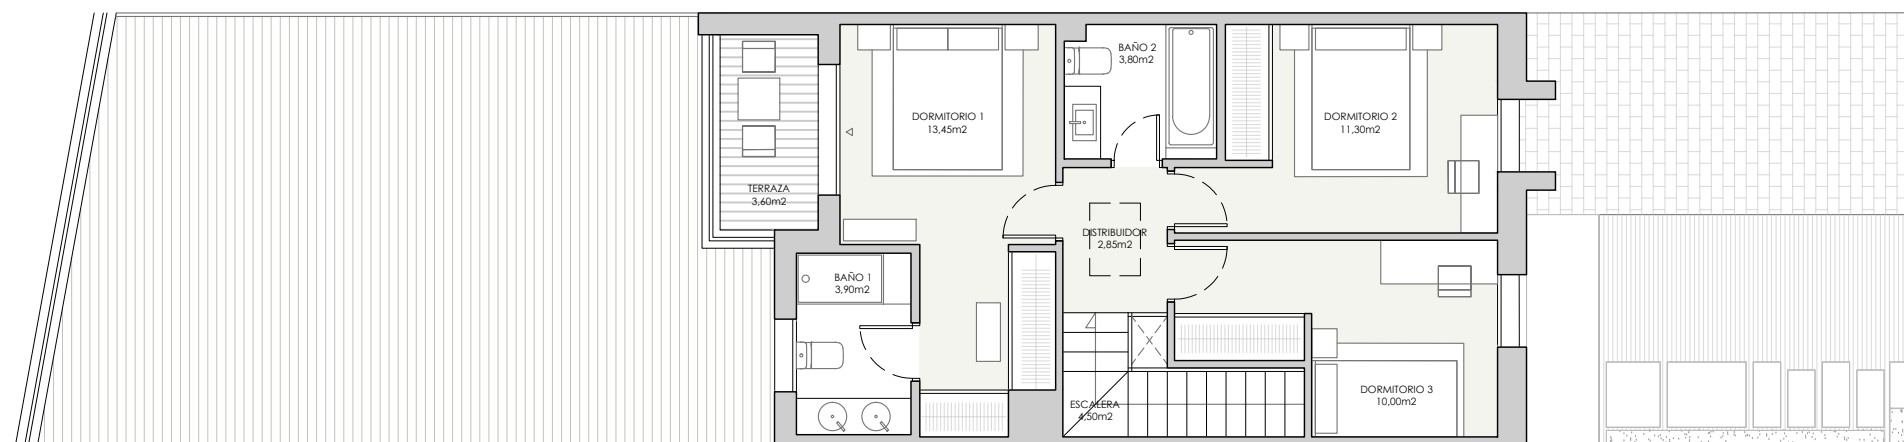 BAÑO 2
3,80m2
DORMITORIO 1
13,45m2
DORMITORIO 2
11,30m2
TERRAZA
3,60m2
DISTRIBUIDOR
2,85m2
BAÑO 1
3,90m2
DORMITORIO 3
10,00m2
ESCALERA
4,50m2